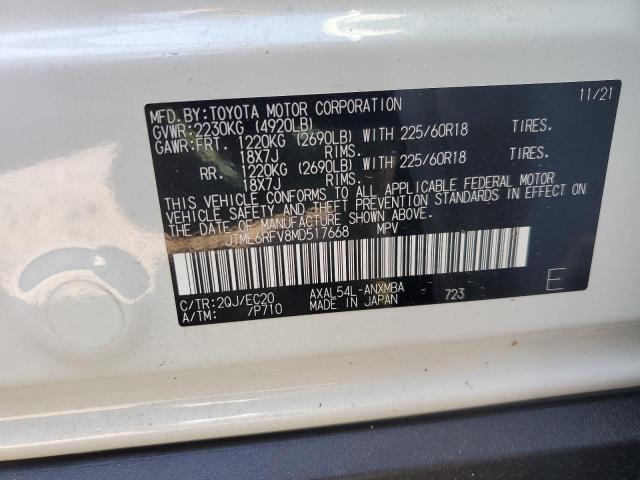 MFD.BY:TOYOTA MOTOR CORPORATION 11/21
GVWR:2230KG (4920LB)
GAWR:FRT. 1220KG (2690LB) WITH 225/60R18 TIRES.
18X7J RIMS.
RR. 1220KG (2690LB) WITH 225/60R18 TIRES.
18X7J RIMS.
THIS VEHICLE CONFORMS TO ALL APPLICABLE FEDERAL MOTOR
VEHICLE SAFETY AND THEFT PREVENTION STANDARDS IN EFFECT ON
THE DATE OF MANUFACTURE SHOWN ABOVE.
JTME6RFV8MD517668 MPV
C/TR:2QJ/EC20 AXAL54L-ANXMBA 723 E
A/TM: /P710 MADE IN JAPAN